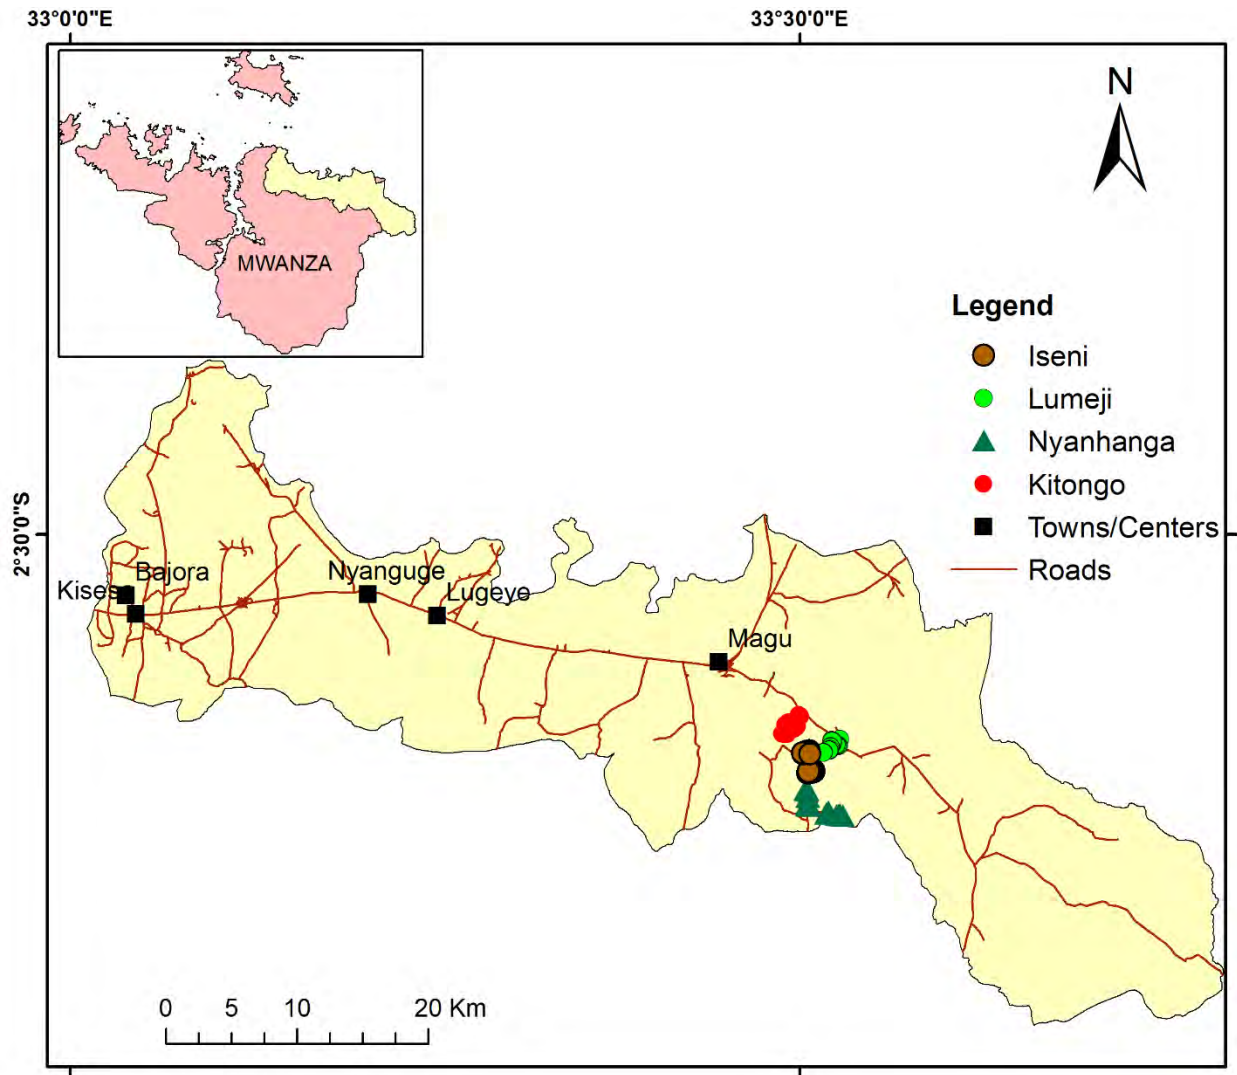 33°0'0"E
33°30'0"E
N
MWANZA
Legend
Iseni
Lumeji
Nyanhanga
Kitongo
Towns/Centers
Roads
2°30'0"S
Bajora
Kisesa
Nyanguge
Lugeye
Magu
0 5 10 20 Km